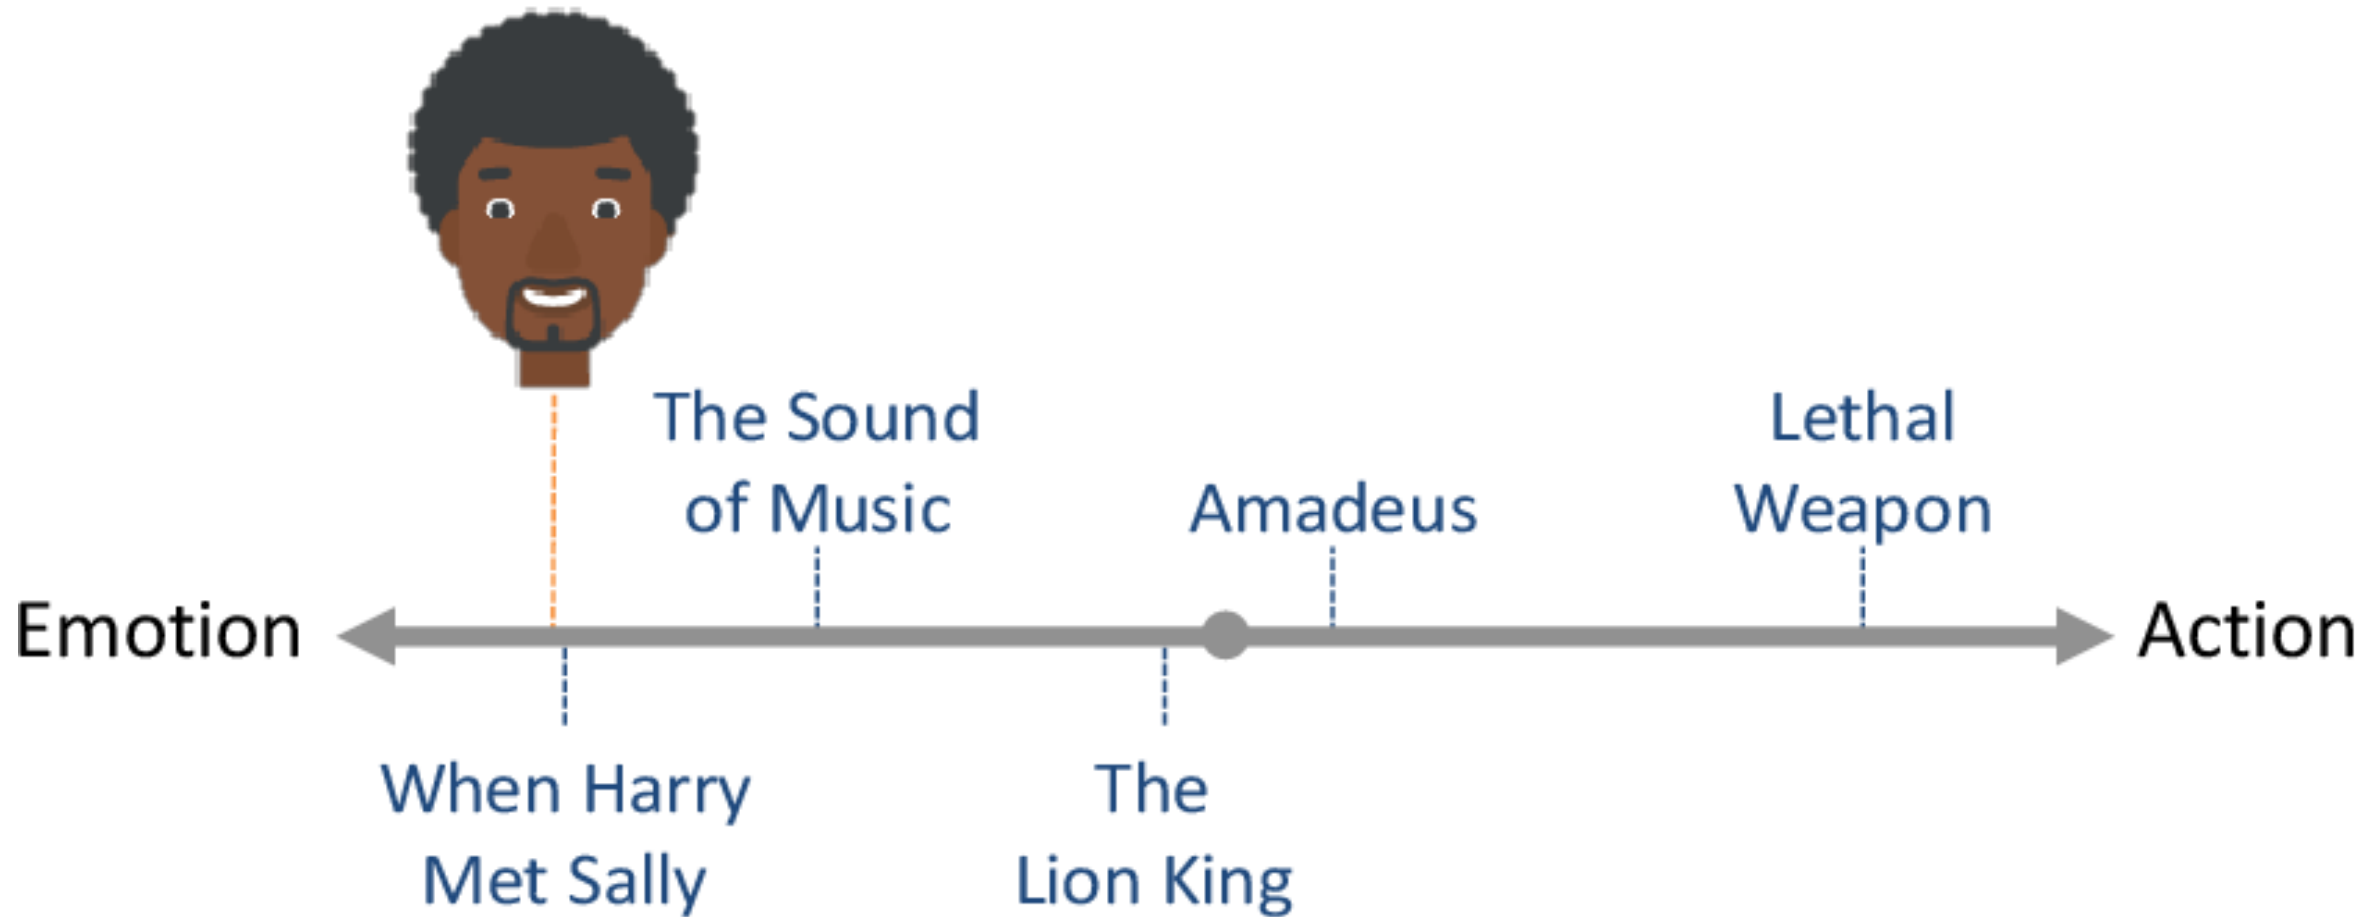 The Sound
of Music
Amadeus
Lethal
Weapon
Emotion
Action
When Harry
Met Sally
The
Lion King